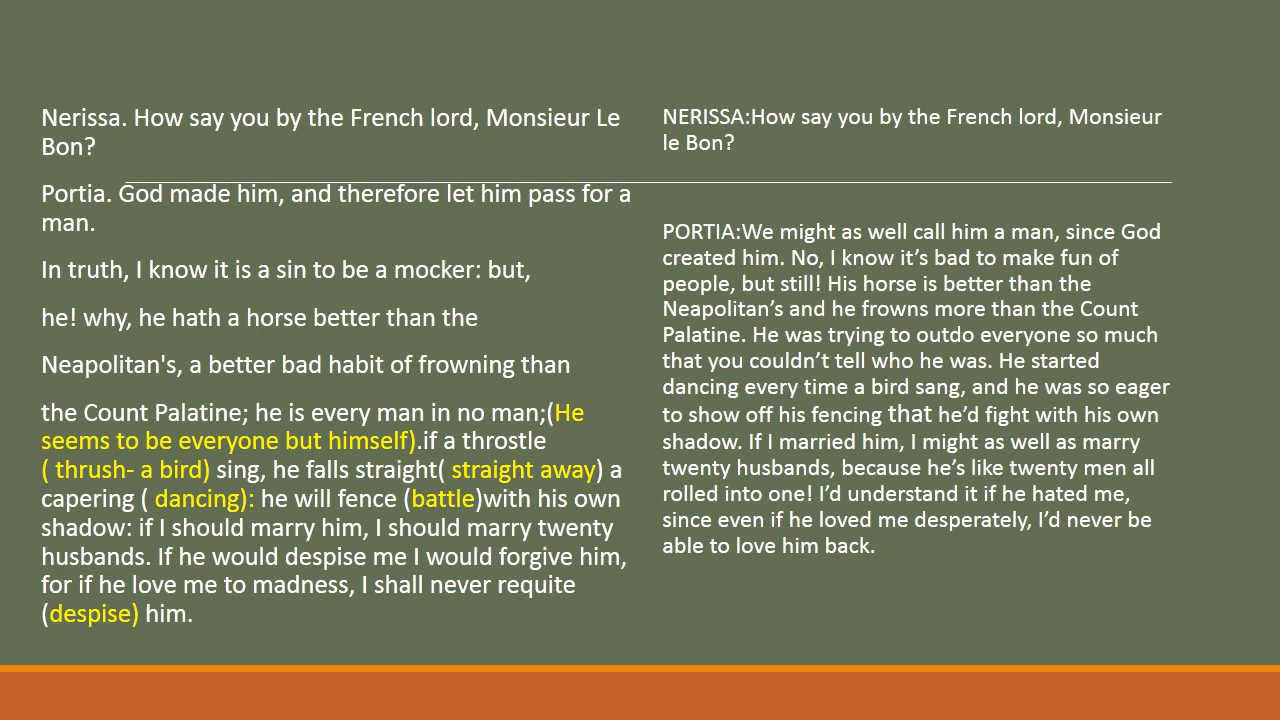 Nerissa. How say you by the French lord, Monsieur Le
Bon?
Portia. God made him, and therefore let him pass for a
man.
In truth, I know it is a sin to be a mocker: but,
he! why, he hath a horse better than the
Neapolitan's, a better bad habit of frowning than
the Count Palatine; he is every man in no man;(He
seems to be everyone but himself).if a throstle
( thrush- a bird) sing, he falls straight( straight away) a
capering ( dancing): he will fence (battle)with his own
shadow: if I should marry him, I should marry twenty
husbands. If he would despise me I would forgive him,
for if he love me to madness, I shall never requite
(despise) him.
NERISSA:How say you by the French lord, Monsieur
le Bon?
PORTIA:We might as well call him a man, since God
created him. No, I know it’s bad to make fun of
people, but still! His horse is better than the
Neapolitan’s and he frowns more than the Count
Palatine. He was trying to outdo everyone so much
that you couldn’t tell who he was. He started
dancing every time a bird sang, and he was so eager
to show off his fencing that he’d fight with his own
shadow. If I married him, I might as well as marry
twenty husbands, because he’s like twenty men all
rolled into one! I’d understand it if he hated me,
since even if he loved me desperately, I’d never be
able to love him back.